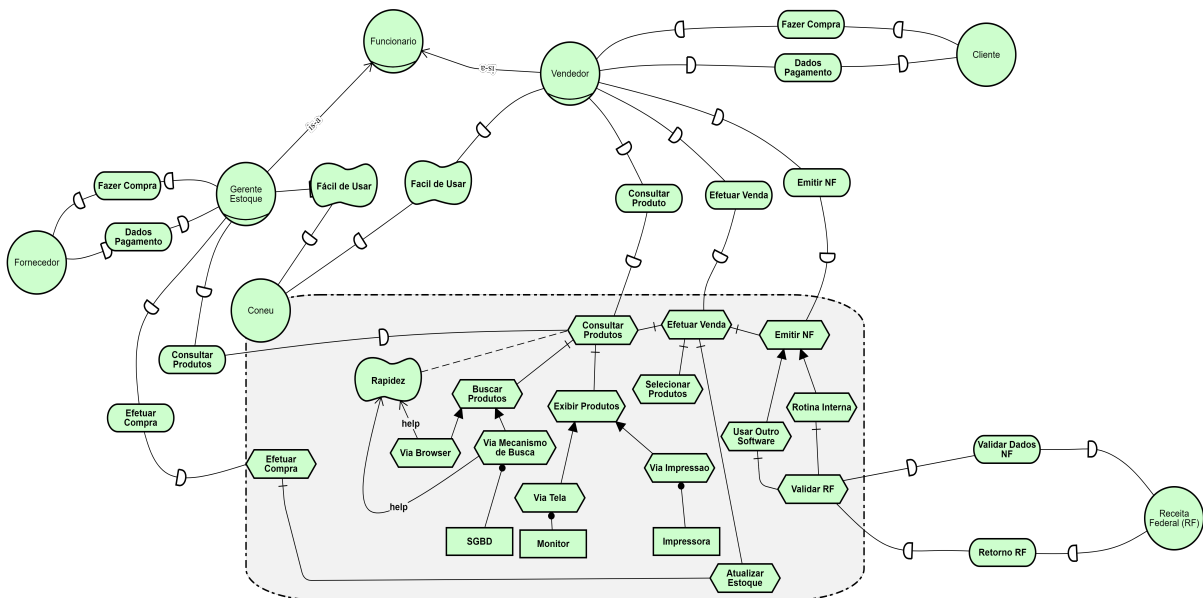 Fazer Compra
Funcionario
Vendedor
is-a
Cliente
Dados
Pagamento
is-a
Fazer Compra
Gerente
Estoque
Fácil de Usar
Facil de Usar
Consultar
Produto
Efetuar Venda
Emitir NF
Dados
Pagamento
Fornecedor
Coneu
Consultar
Produtos
Efetuar Venda
Emitir NF
Consultar
Produtos
Rapidez
Buscar
Produtos
Selecionar
Produtos
Exibir Produtos
Rotina Interna
Efetuar
Compra
help
Usar Outro
Software
Via Browser
Via Mecanismo
de Busca
Validar Dados
NF
Efetuar
Compra
Via Impressao
Validar RF
Via Tela
help
Receita
Federal (RF)
SGBD
Monitor
Impressora
Retorno RF
Atualizar
Estoque